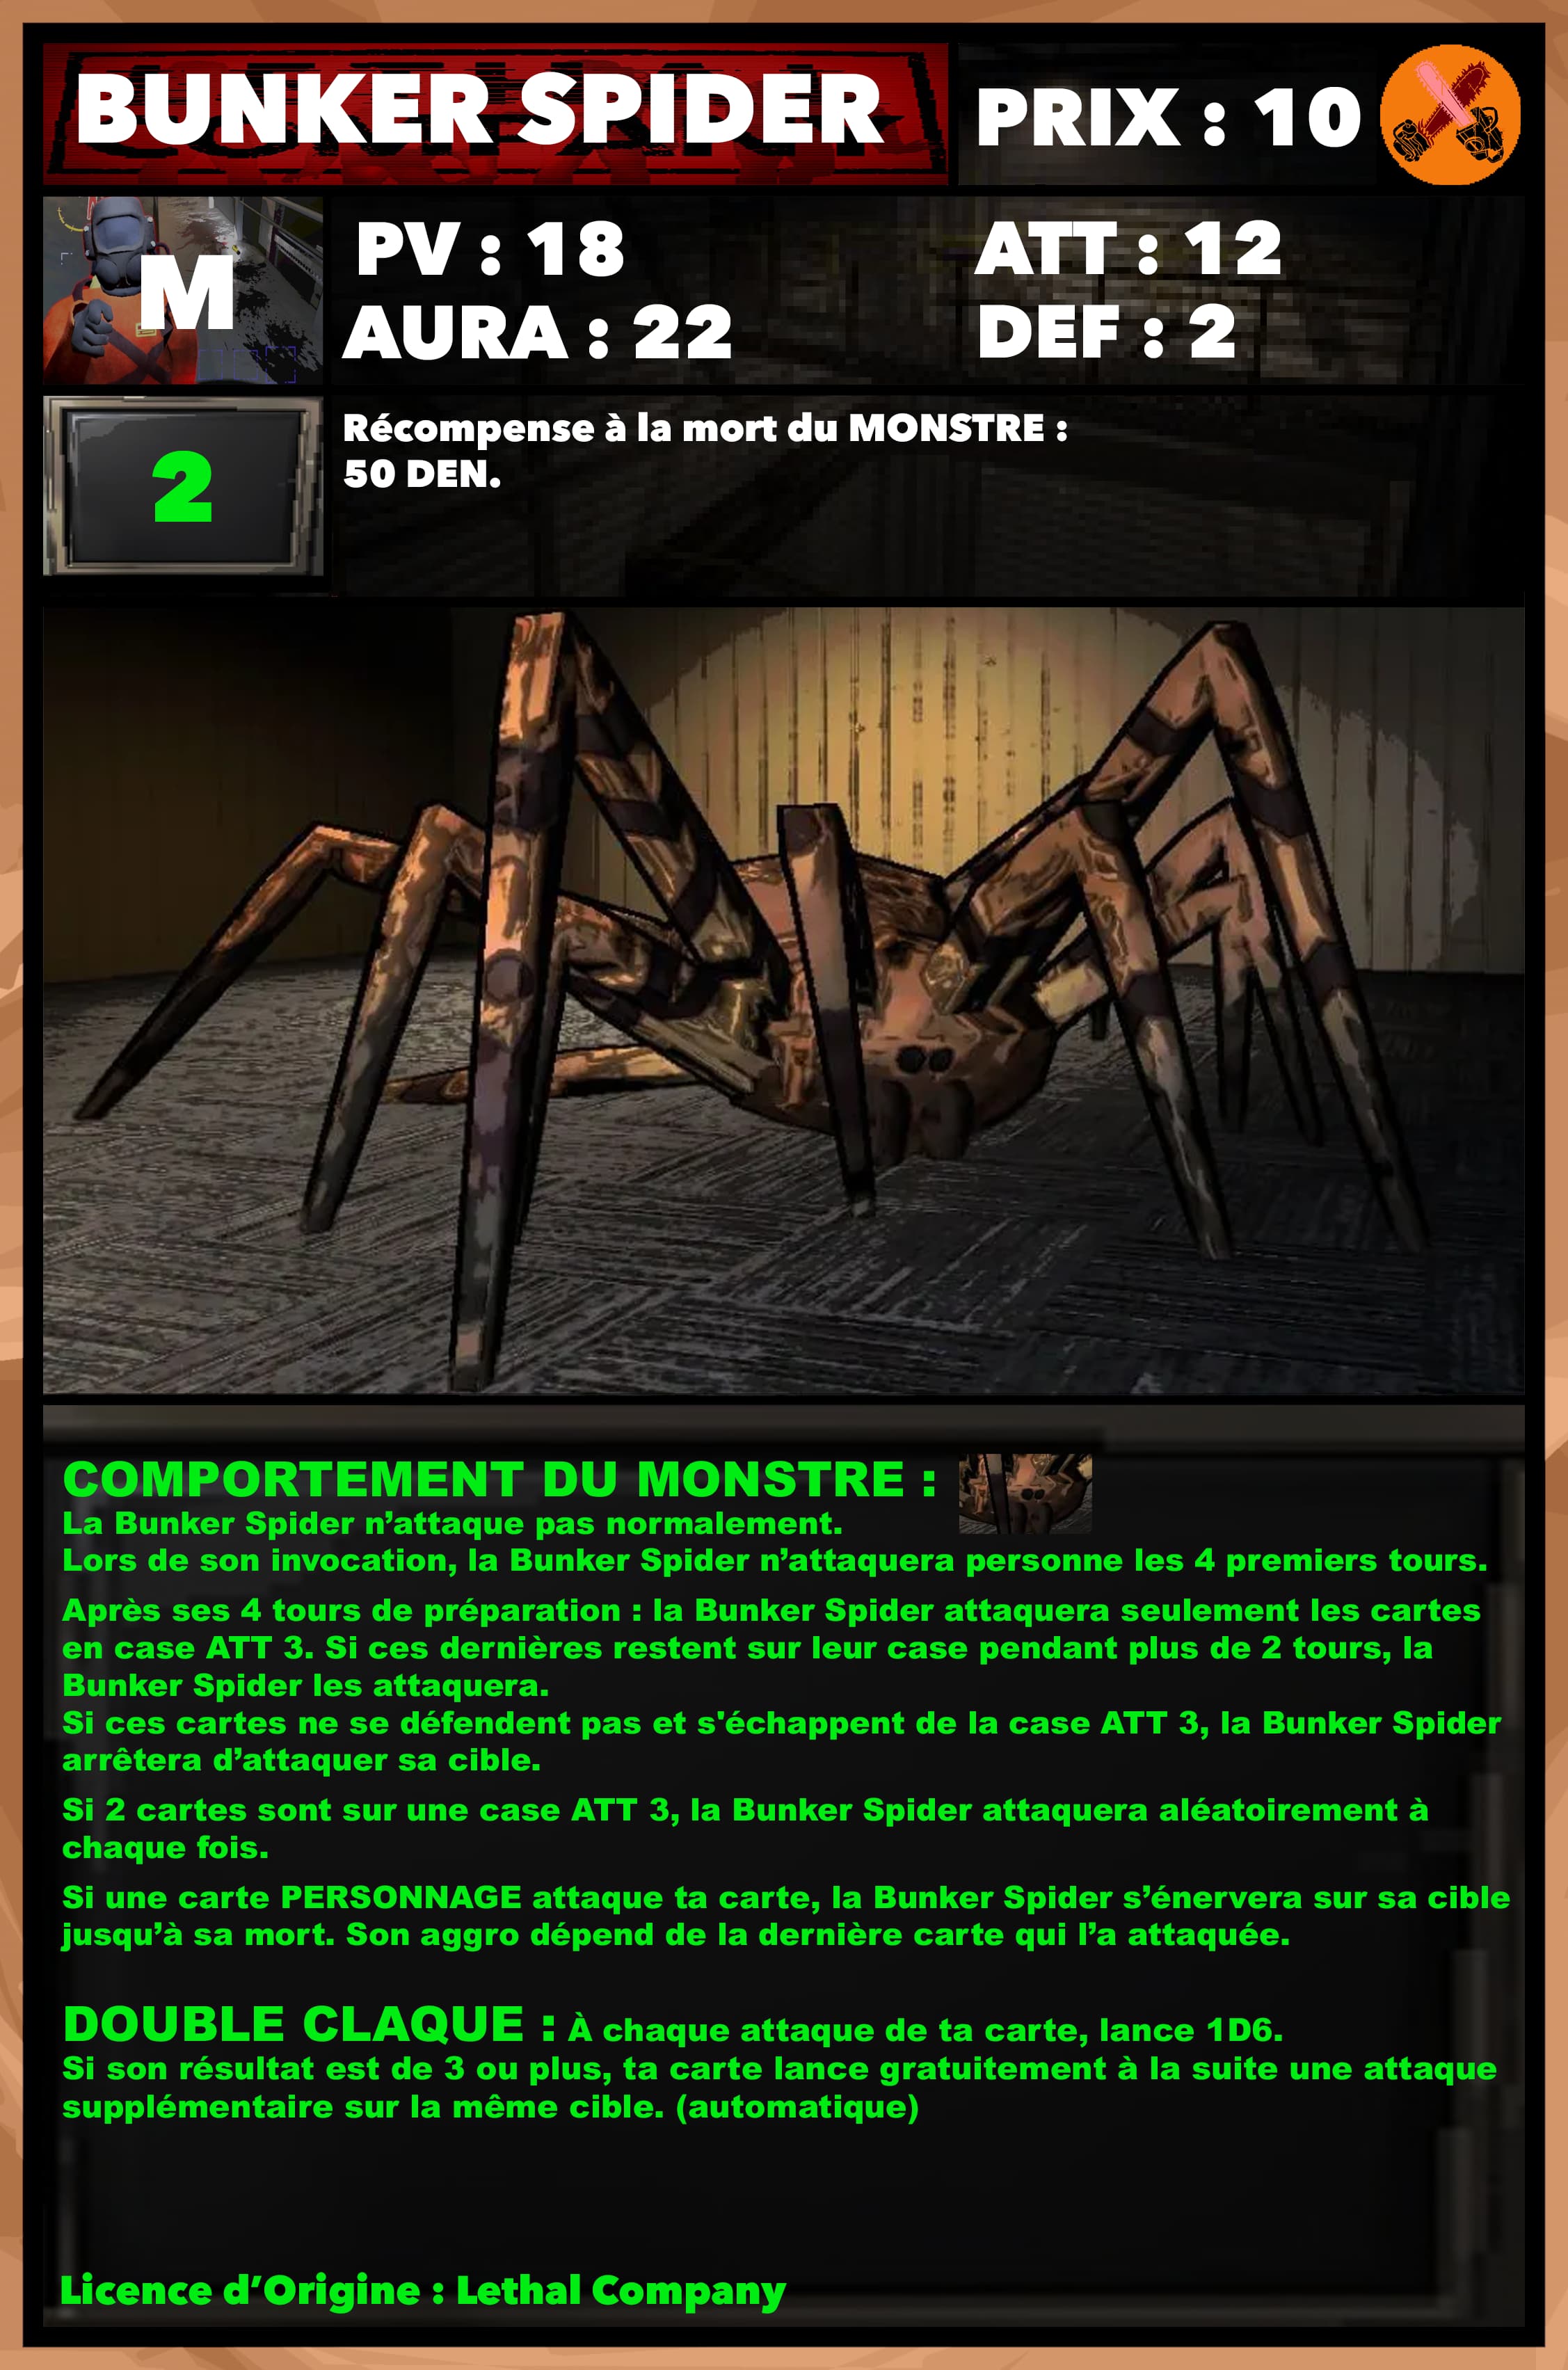 BUNKER SPIDER
PRIX : 10
M
PV : 18
ATT : 12
AURA : 22
DEF : 2
2
Récompense à la mort du MONSTRE :
50 DEN.
COMPORTEMENT DU MONSTRE :
La Bunker Spider n’attaque pas normalement.
Lors de son invocation, la Bunker Spider n’attaquera personne les 4 premiers tours.
Après ses 4 tours de préparation : la Bunker Spider attaquera seulement les cartes
en case ATT 3. Si ces dernières restent sur leur case pendant plus de 2 tours, la
Bunker Spider les attaquera.
Si ces cartes ne se défendent pas et s'échappent de la case ATT 3, la Bunker Spider
arrêtera d’attaquer sa cible.
Si 2 cartes sont sur une case ATT 3, la Bunker Spider attaquera aléatoirement à
chaque fois.
Si une carte PERSONNAGE attaque ta carte, la Bunker Spider s’énervera sur sa cible
jusqu’à sa mort. Son aggro dépend de la dernière carte qui l’a attaquée.
DOUBLE CLAQUE : À chaque attaque de ta carte, lance 1D6.
Si son résultat est de 3 ou plus, ta carte lance gratuitement à la suite une attaque
supplémentaire sur la même cible. (automatique)
Licence d’Origine : Lethal Company